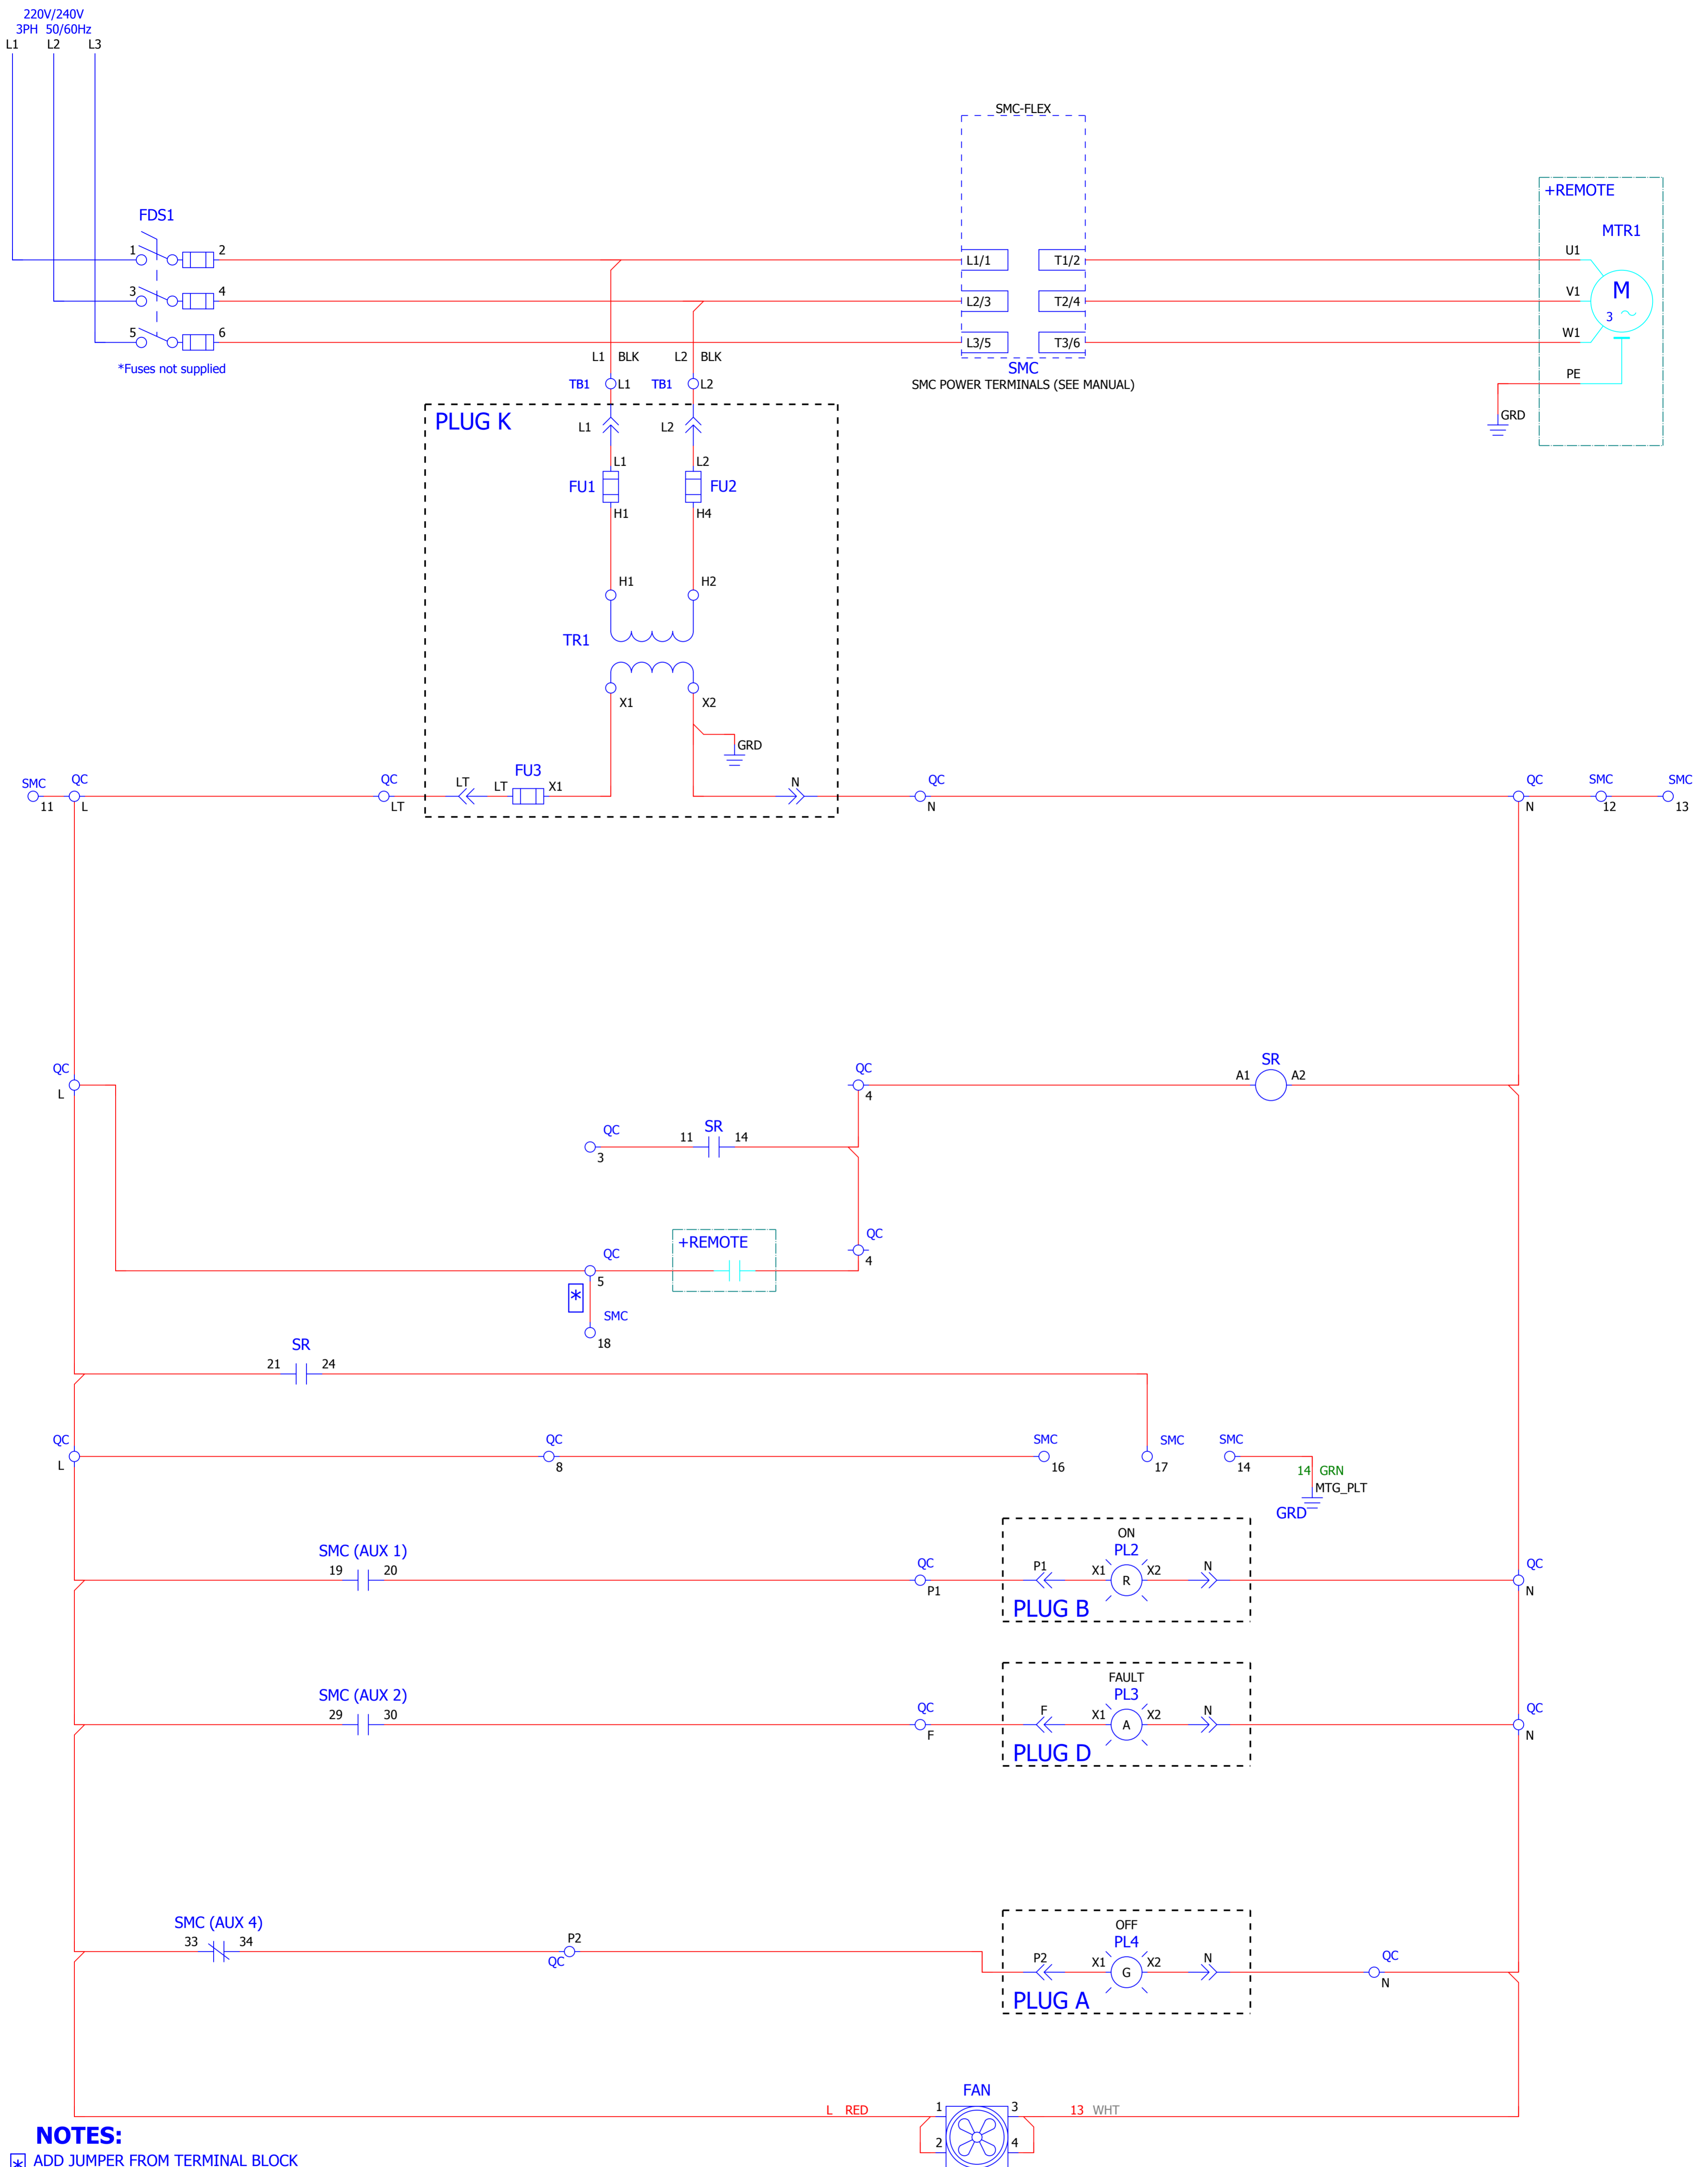 220V/240V
3PH 50/60Hz
L1 L2 L3
SMC-FLEX
+REMOTE
MTR1
FDS1
1 2 L1/1 T1/2 U1
3 4 L2/3 T2/4 V1 M
3
5 6 L3/5 T3/6 W1
*Fuses not supplied
L1 BLK L2 BLK
SMC
SMC POWER TERMINALS (SEE MANUAL)
PE
GRD
TB1 L1 TB1 L2
PLUG K
L1 L2
L1 L2
FU1 FU2
H1 H4
H1 H2
TR1
X1 X2
GRD
SMC QC QC LT LT FU3 X1 N QC QC SMC SMC
11 L LT N N 12 13
QC QC SR
L 4 A1 A2
QC SR
3 11 14
QC
4
+REMOTE
QC
5
*
SMC
18
SR
21 24
QC QC SMC SMC SMC
L 8 16 17 14
14 GRN
MTG_PLT
GRD
SMC (AUX 1)
19 20
QC
P1
ON
PL2
P1 X1 R X2 N
PLUG B
QC
N
SMC (AUX 2)
29 30
QC
F
FAULT
PL3
F X1 A X2 N
PLUG D
QC
N
SMC (AUX 4)
33 34
P2
QC
OFF
PL4
P2 X1 G X2 N
PLUG A
QC
N
FAN
L RED 1 3 13 WHT
2 4
NOTES:
* ADD JUMPER FROM TERMINAL BLOCK